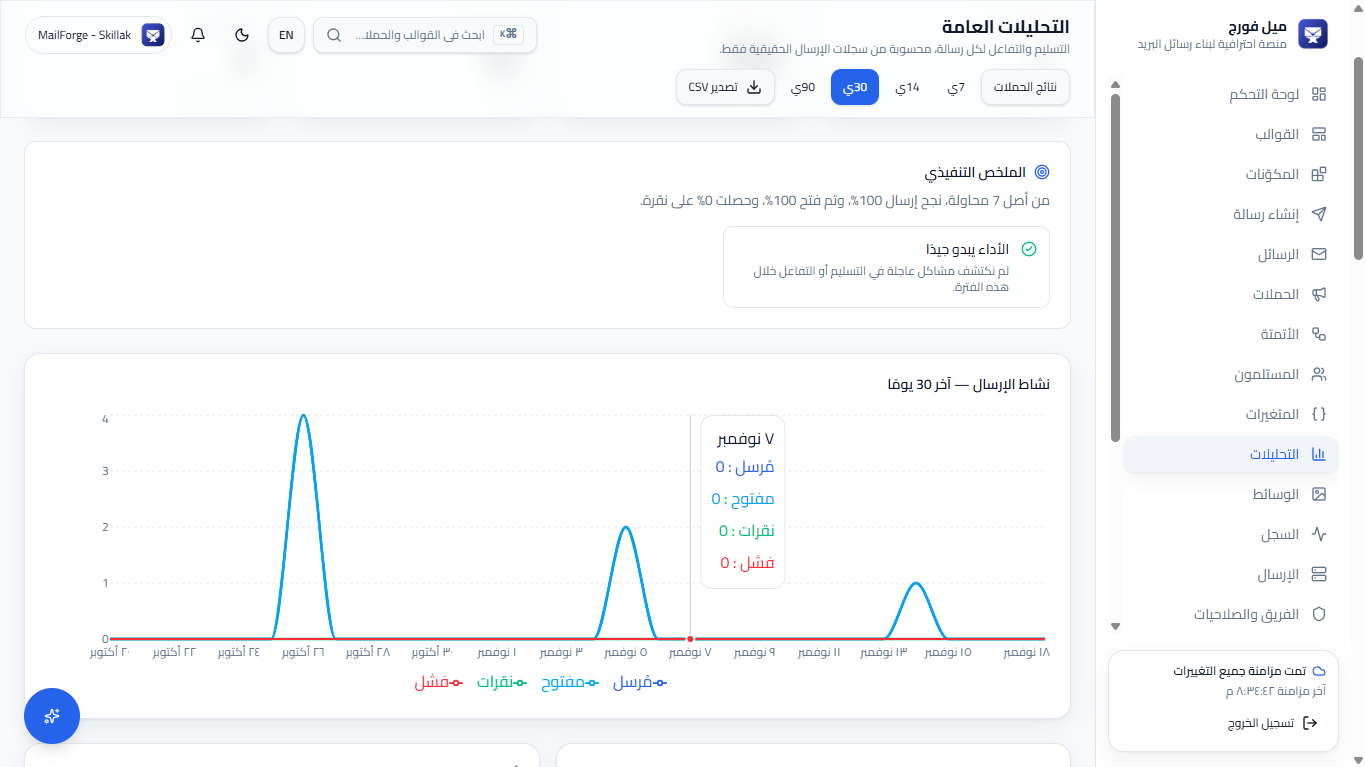 ميل فورج
منصة احترافية لبناء رسائل البريد
لوحة التحكم
القوالب
المكوّنات
إنشاء رسالة
الرسائل
الحملات
الأتمتة
المستلمون
المتغيرات
التحليلات
الوسائط
السجل
الإرسال
الفريق والصلاحيات
تمت مزامنة جميع التغييرات
آخر مزامنة ٨:٣٤:٤٢ م
تسجيل الخروج
التحليلات العامة
التسليم والتفاعل لكل رسالة، محسوبة من سجلات الإرسال الحقيقية فقط.
ابحث في القوالب والحملا... ⌘K
EN
MailForge - Skillak
نتائج الحملات
7ي
14ي
30ي
90ي
تصدير CSV
الملخص التنفيذي
من أصل 7 محاولة، نجح إرسال 100%، وتم فتح 100%، وحصلت 0% على نقرة.
الأداء يبدو جيدًا
لم نكتشف مشاكل عاجلة في التسليم أو التفاعل خلال
هذه الفترة.
نشاط الإرسال — آخر 30 يومًا
4
3
2
1
0
٧ نوفمبر
مُرسل : 0
مفتوح : 0
نقرات : 0
فشل : 0
٢٠ أكتوبر
٢٢ أكتوبر
٢٤ أكتوبر
٢٦ أكتوبر
٢٨ أكتوبر
٣٠ أكتوبر
١ نوفمبر
٣ نوفمبر
٥ نوفمبر
٧ نوفمبر
٩ نوفمبر
١١ نوفمبر
١٣ نوفمبر
١٥ نوفمبر
١٨ نوفمبر
مُرسل
مفتوح
نقرات
فشل